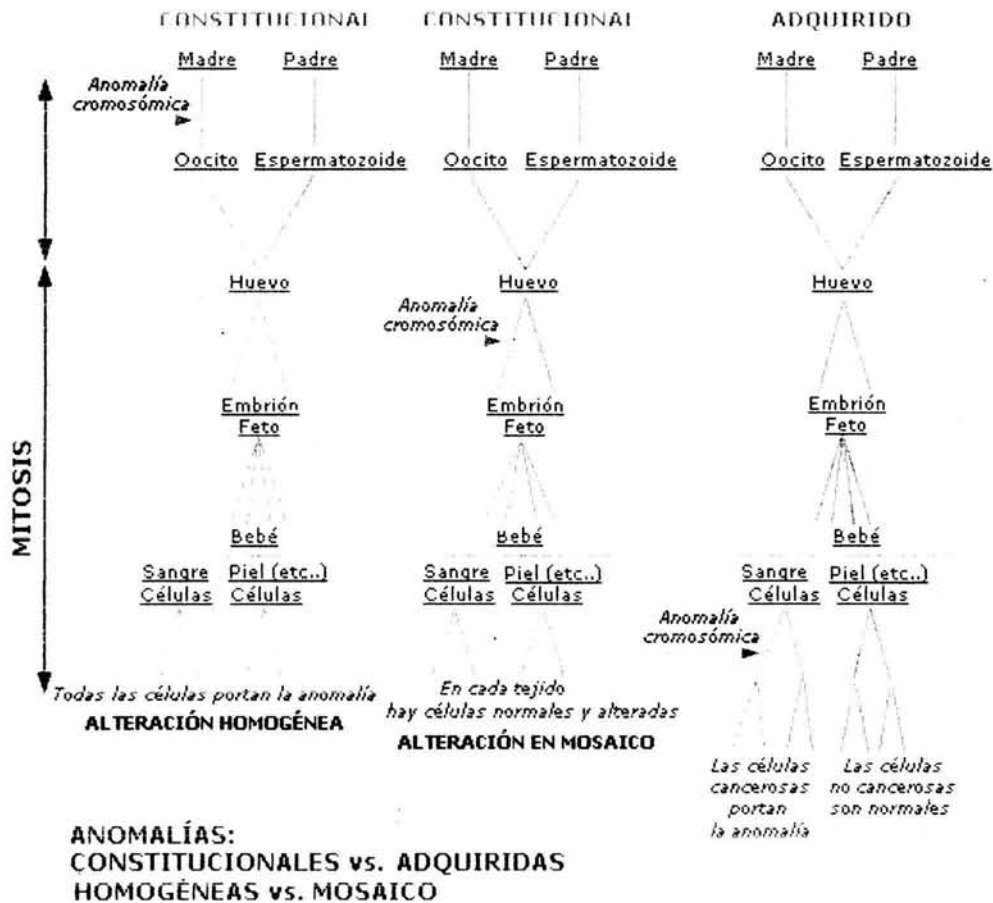 CONSTITUCIONAL CONSTITUCIONAL ADQUIRIDO
Madre Padre Madre Padre Madre Padre
Anomalía
cromosómica
Oocito Espermatozoide Oocito Espermatozoide Oocito Espermatozoide
Huevo Huevo Huevo
Anomalía
cromosómica
Embrión Embrión Embrión
Feto Feto Feto
MITOSIS
Bebé Bebé Bebé
Sangre Piel (etc..) Sangre Piel (etc..) Sangre Piel (etc..)
Células Células Células Células Células Células
Anomalía
cromosómica
Todas las células portan la anomalía
ALTERACIÓN HOMOGÉNEA
En cada tejido
hay células normales y alteradas
ALTERACIÓN EN MOSAICO
Las células
cancerosas
portan
la anomalía
Las células
no cancerosas
son normales
ANOMALÍAS:
CONSTITUCIONALES vs. ADQUIRIDAS
HOMOGÉNEAS vs. MOSAICO